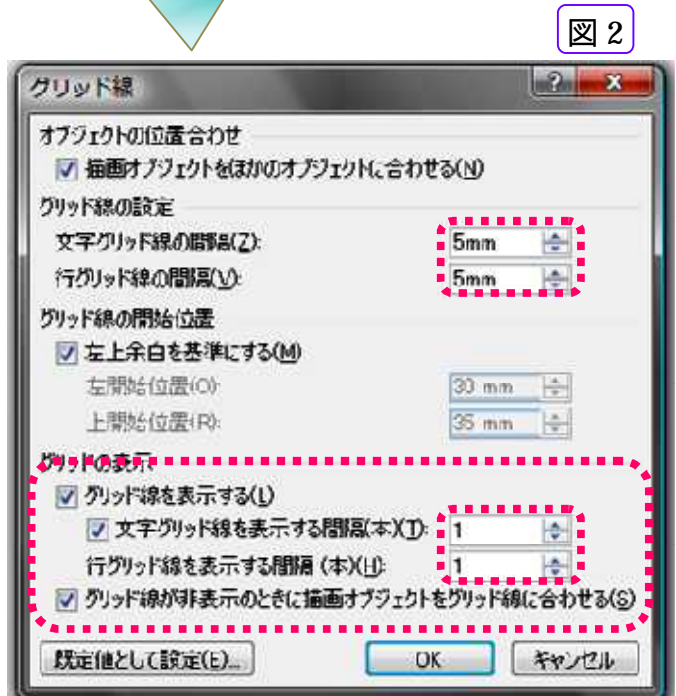 図 2
グリッド線
オブジェクトの位置合わせ
描画オブジェクトをほかのオブジェクトに合わせる(N)
グリッド線の設定
文字グリッド線の間隔(Z): 5mm
行グリッド線の間隔(V): 5mm
グリッド線の開始位置
左上余白を基準にする(M)
左開始位置(O): 30 mm
上開始位置(R): 35 mm
グリッドの表示
グリッド線を表示する(L)
文字グリッド線を表示する間隔(本)(T): 1
行グリッド線を表示する間隔 (本)(H): 1
グリッド線が非表示のときに描画オブジェクトをグリッド線に合わせる(S)
既定値として設定(E)... OK キャンセル